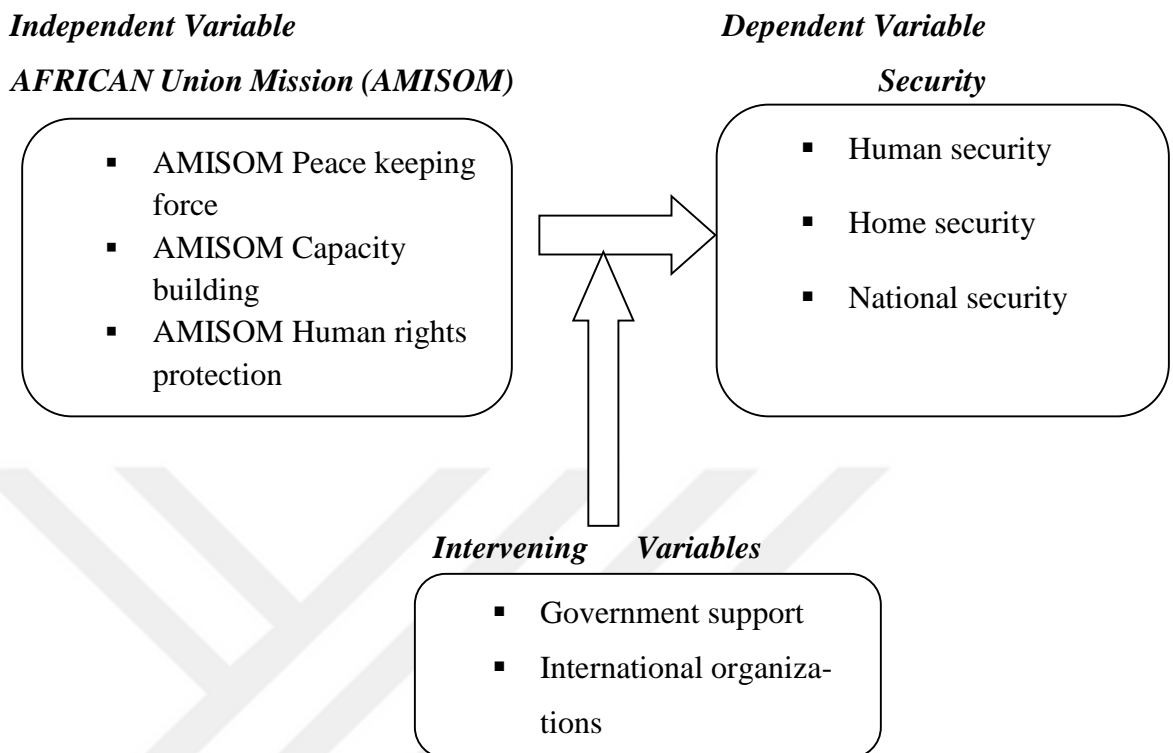 Independent Variable
Dependent Variable
AFRICAN Union Mission (AMISOM)
Security
▪ AMISOM Peace keeping
force
▪ AMISOM Capacity
building
▪ AMISOM Human rights
protection
▪ Human security
▪ Home security
▪ National security
Intervening Variables
▪ Government support
▪ International organiza-
tions